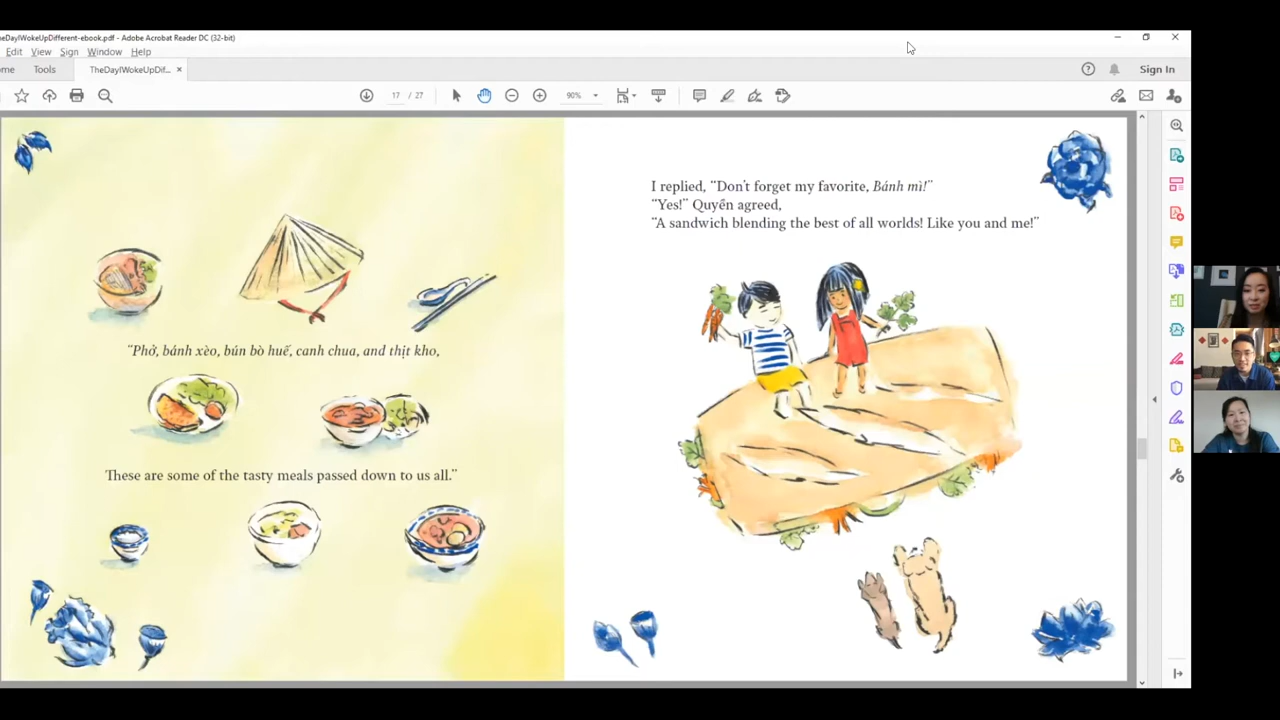 heDayIWokeUpDifferent-ebook.pdf - Adobe Acrobat Reader DC (32-bit)
Edit View Sign Window Help
ome Tools TheDayIWokeUpDif... × Sign In
17 / 27 90%
I replied, “Don’t forget my favorite, Bánh mì!”
“Yes!” Quyền agreed,
“A sandwich blending the best of all worlds! Like you and me!”
“Phở, bánh xèo, bún bò huế, canh chua, and thịt kho,
These are some of the tasty meals passed down to us all.”